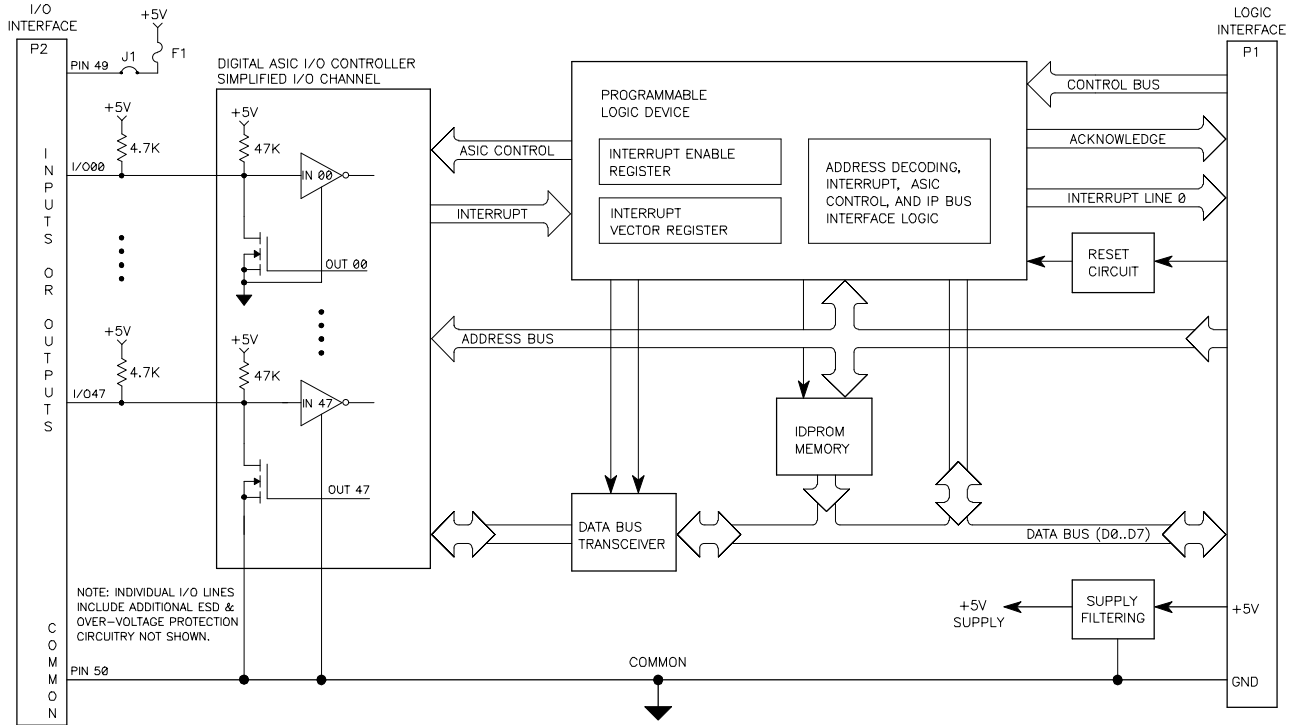 I/O
INTERFACE
P2
+5V
J1
F1
PIN 49
+5V
4.7K
I/O00
INPUTS OR OUTPUTS
+5V
4.7K
I/O47
DIGITAL ASIC I/O CONTROLLER
SIMPLIFIED I/O CHANNEL
+5V
47K
IN 00
OUT 00
+5V
47K
IN 47
OUT 47
NOTE: INDIVIDUAL I/O LINES
INCLUDE ADDITIONAL ESD &
OVER-VOLTAGE PROTECTION
CIRCUITRY NOT SHOWN.
COMMON
PIN 50
ASIC CONTROL
INTERRUPT
PROGRAMMABLE
LOGIC DEVICE
INTERRUPT ENABLE
REGISTER
INTERRUPT
VECTOR REGISTER
ADDRESS DECODING,
INTERRUPT, ASIC
CONTROL, AND IP BUS
INTERFACE LOGIC
ADDRESS BUS
IDPROM
MEMORY
DATA BUS
TRANSCEIVER
DATA BUS (D0..D7)
COMMON
LOGIC
INTERFACE
P1
CONTROL BUS
ACKNOWLEDGE
INTERRUPT LINE 0
RESET
CIRCUIT
+5V
SUPPLY
SUPPLY
FILTERING
+5V
GND